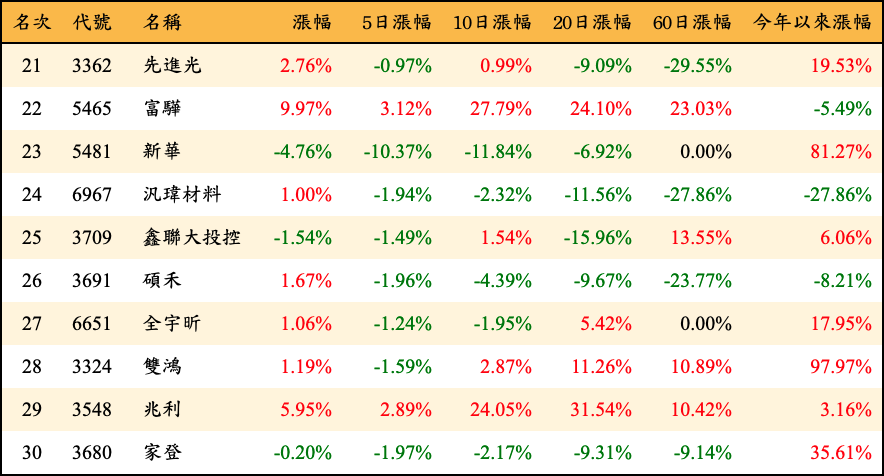 名次 代號 名稱 漲幅 5日漲幅 10日漲幅 20日漲幅 60日漲幅 今年以來漲幅
21 3362 先進光 2.76% -0.97% 0.99% -9.09% -29.55% 19.53%
22 5465 富驊 9.97% 3.12% 27.79% 24.10% 23.03% -5.49%
23 5481 新華 -4.76% -10.37% -11.84% -6.92% 0.00% 81.27%
24 6967 汎瑋材料 1.00% -1.94% -2.32% -11.56% -27.86% -27.86%
25 3709 鑫聯大投控 -1.54% -1.49% 1.54% -15.96% 13.55% 6.06%
26 3691 碩禾 1.67% -1.96% -4.39% -9.67% -23.77% -8.21%
27 6651 全宇昕 1.06% -1.24% -1.95% 5.42% 0.00% 17.95%
28 3324 雙鴻 1.19% -1.59% 2.87% 11.26% 10.89% 97.97%
29 3548 兆利 5.95% 2.89% 24.05% 31.54% 10.42% 3.16%
30 3680 家登 -0.20% -1.97% -2.17% -9.31% -9.14% 35.61%